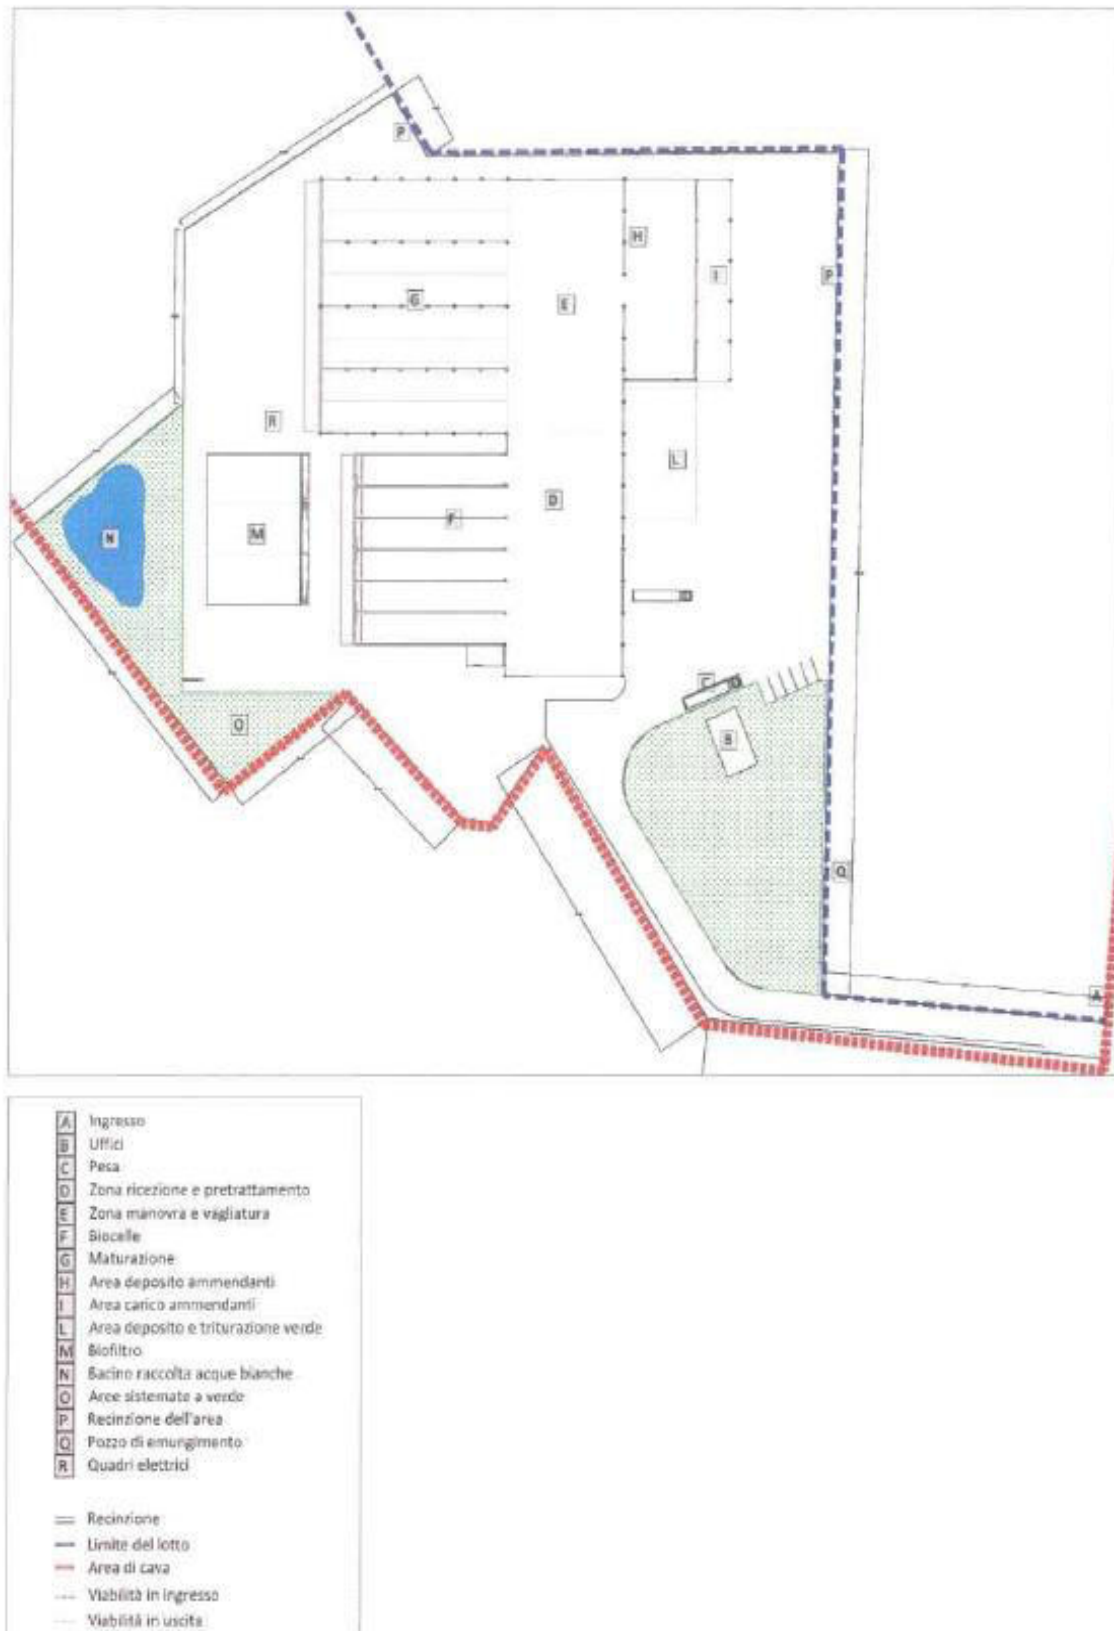 P
H
I
P
G
E
R
L
D
F
M
N
C
B
O
Q
A
A Ingresso
B Uffici
C Pesa
D Zona ricezione e pretrattamento
E Zona manovra e vagliatura
F Biocelle
G Maturazione
H Area deposito ammendanti
I Area carico ammendanti
L Area deposito e triturazione verde
M Biofiltro
N Bacino raccolta acque bianche
O Aree sistemate a verde
P Recinzione dell'area
Q Pozzo di emungimento
R Quadri elettrici
Recinzione
Limite del lotto
Area di cava
Viabilità in ingresso
Viabilità in uscita